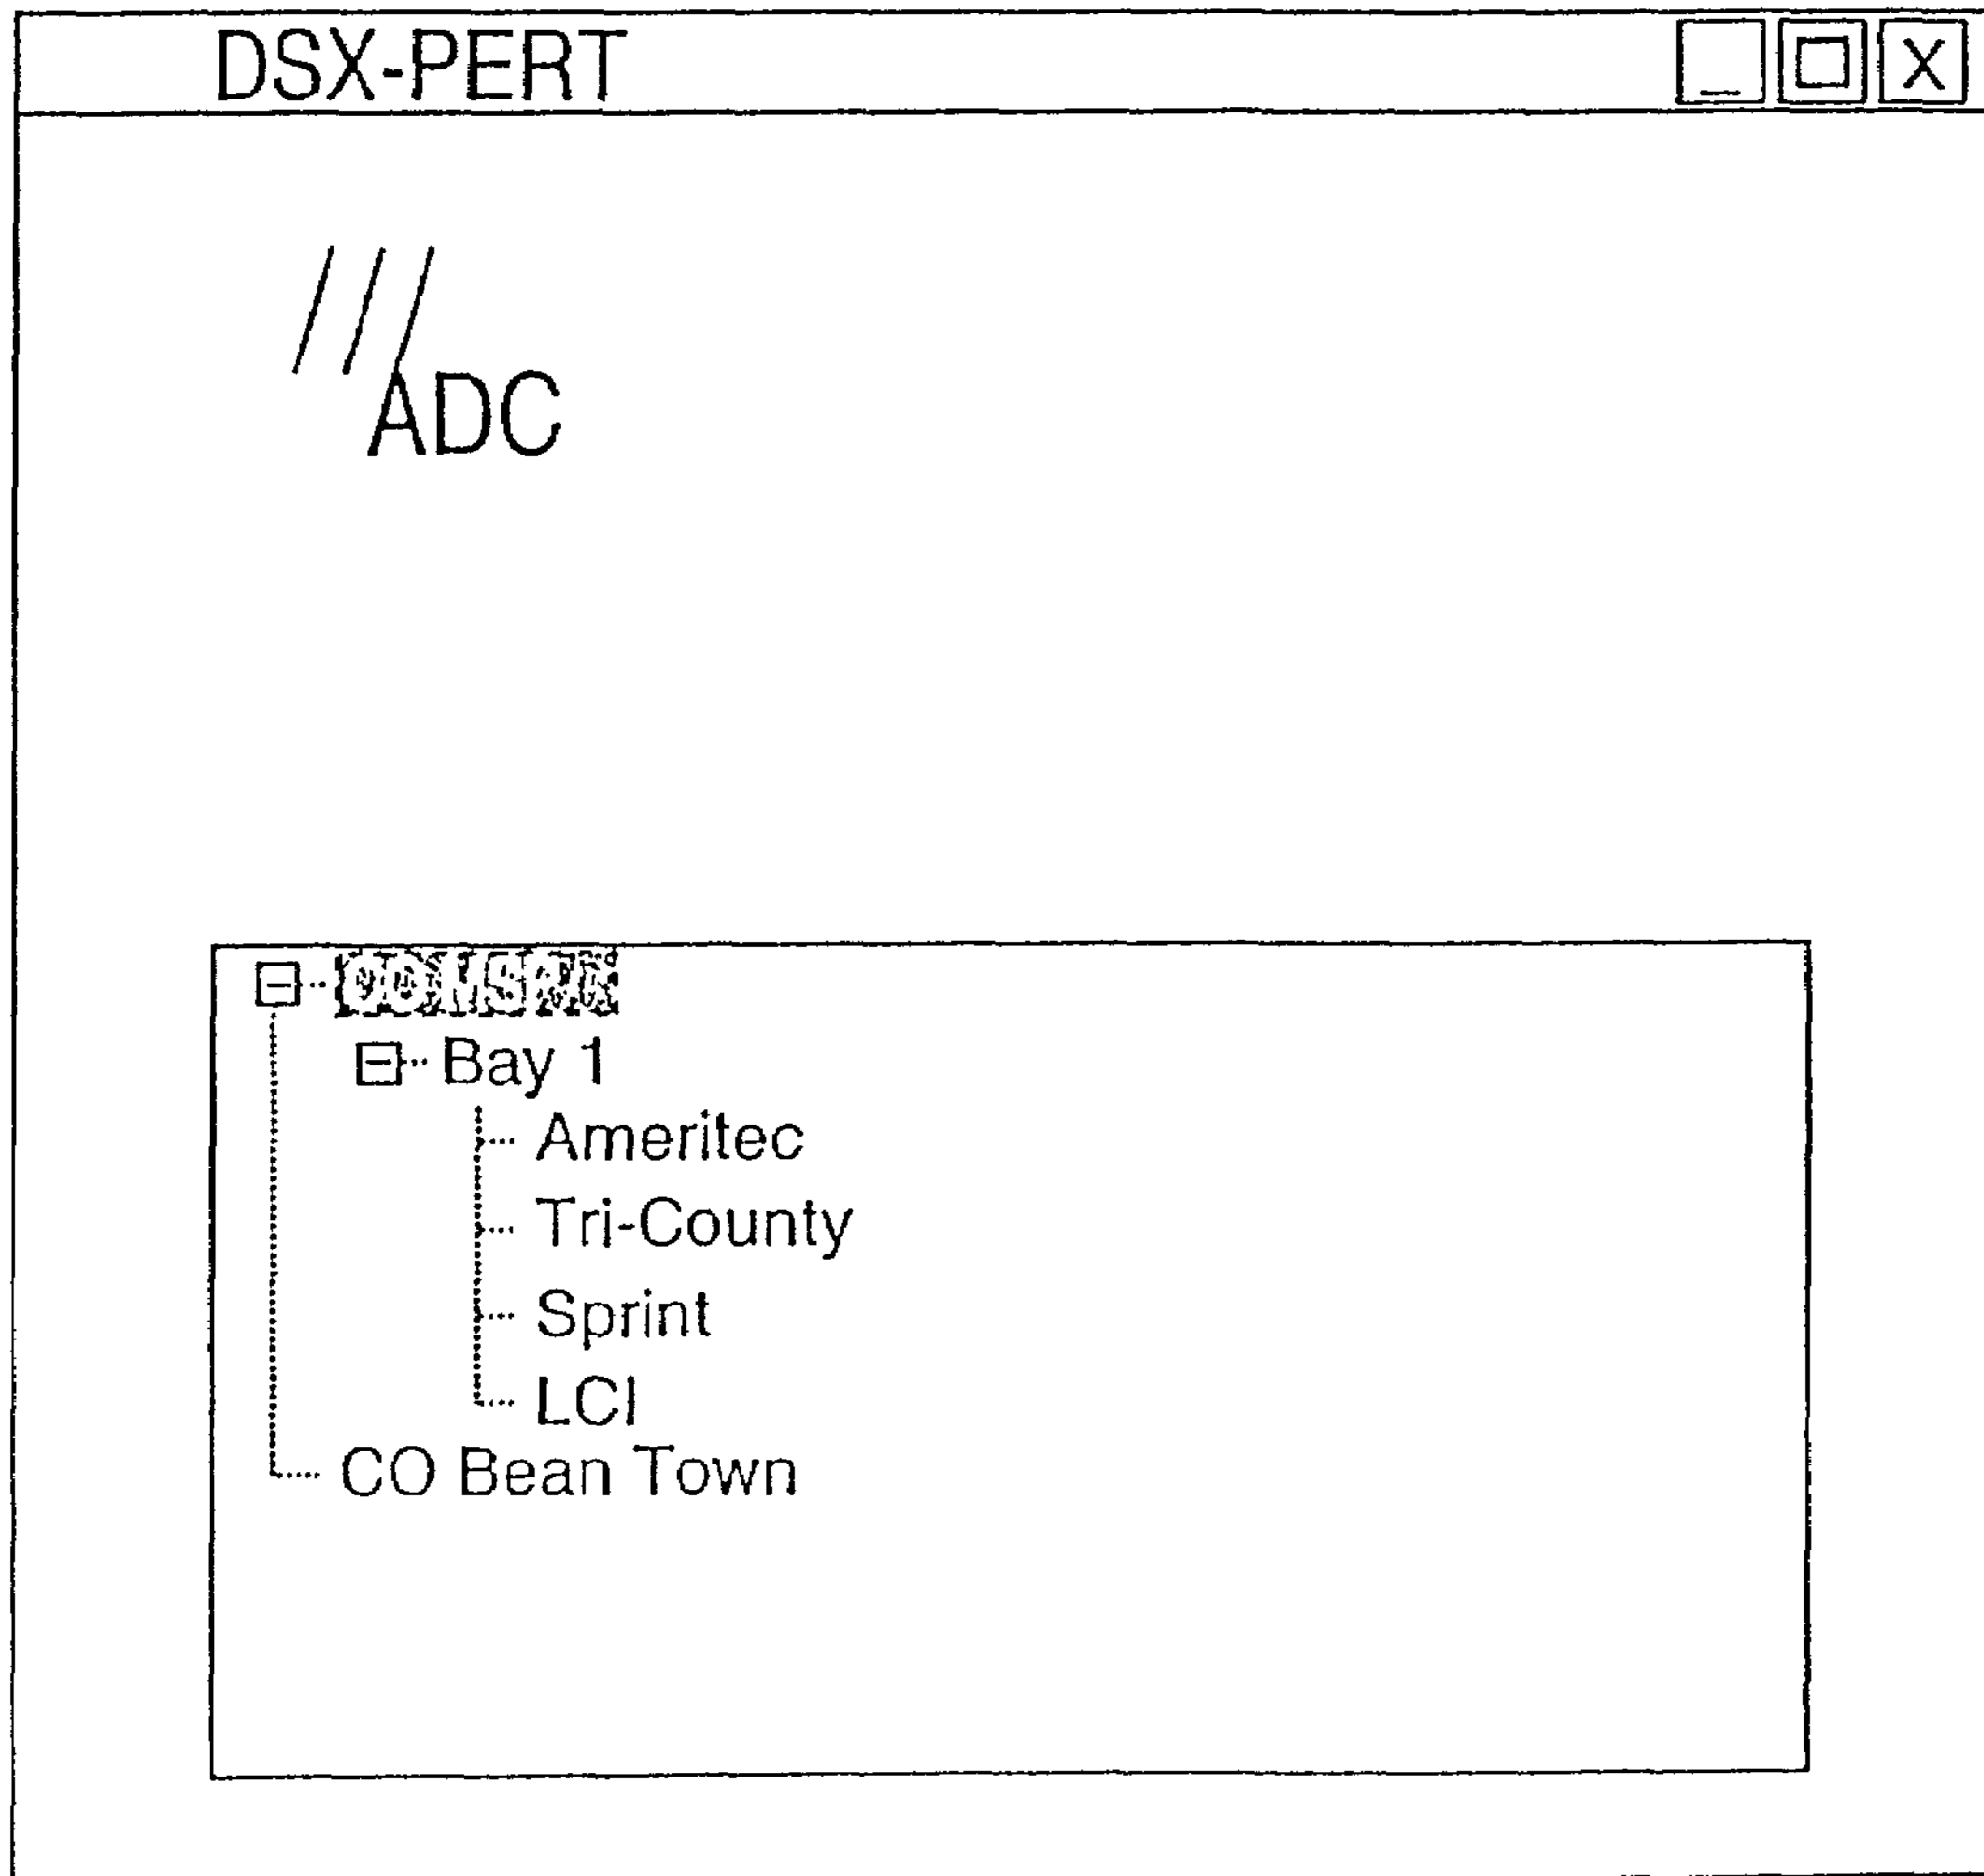 DSX-PERT
ADC
Bay 1
Ameritec
Tri-County
Sprint
LCI
CO Bean Town